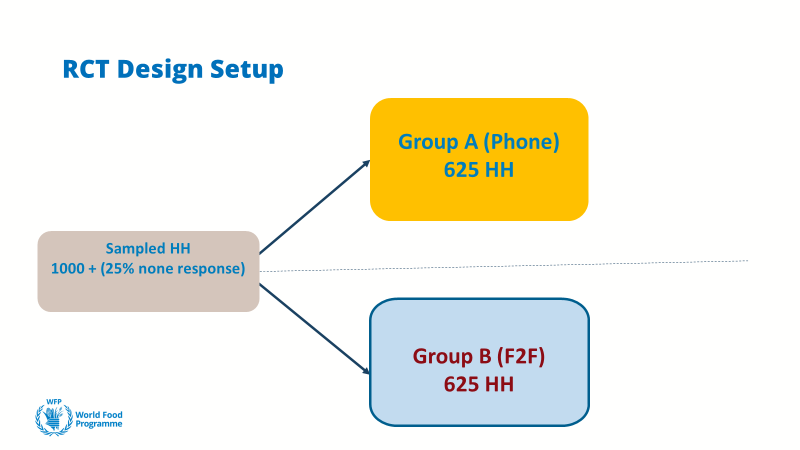 RCT Design Setup
Group A (Phone)
625 HH
Sampled HH
1000 + (25% none response)
Group B (F2F)
625 HH
WFP
World Food
Programme